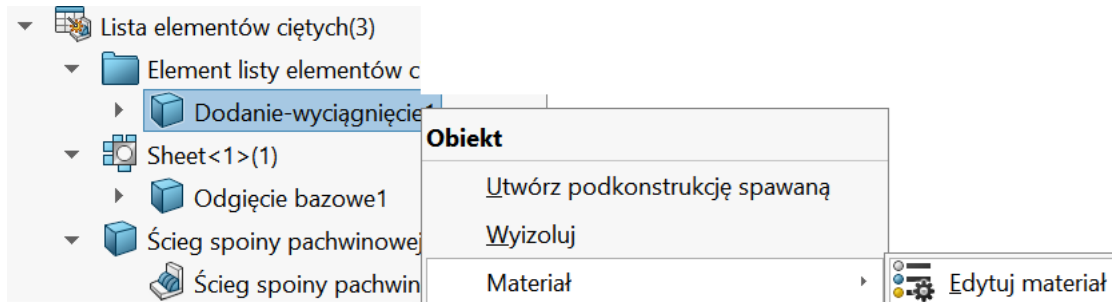 Lista elementów ciętych(3)
Element listy elementów c
Dodanie-wyciągnięcie1
Obiekt
Sheet<1>(1)
Utwórz podkonstrukcję spawaną
Odgięcie bazowe1
Wyizoluj
Ścieg spoiny pachwinowej
Ścieg spoiny pachwin
Materiał
Edytuj materiał